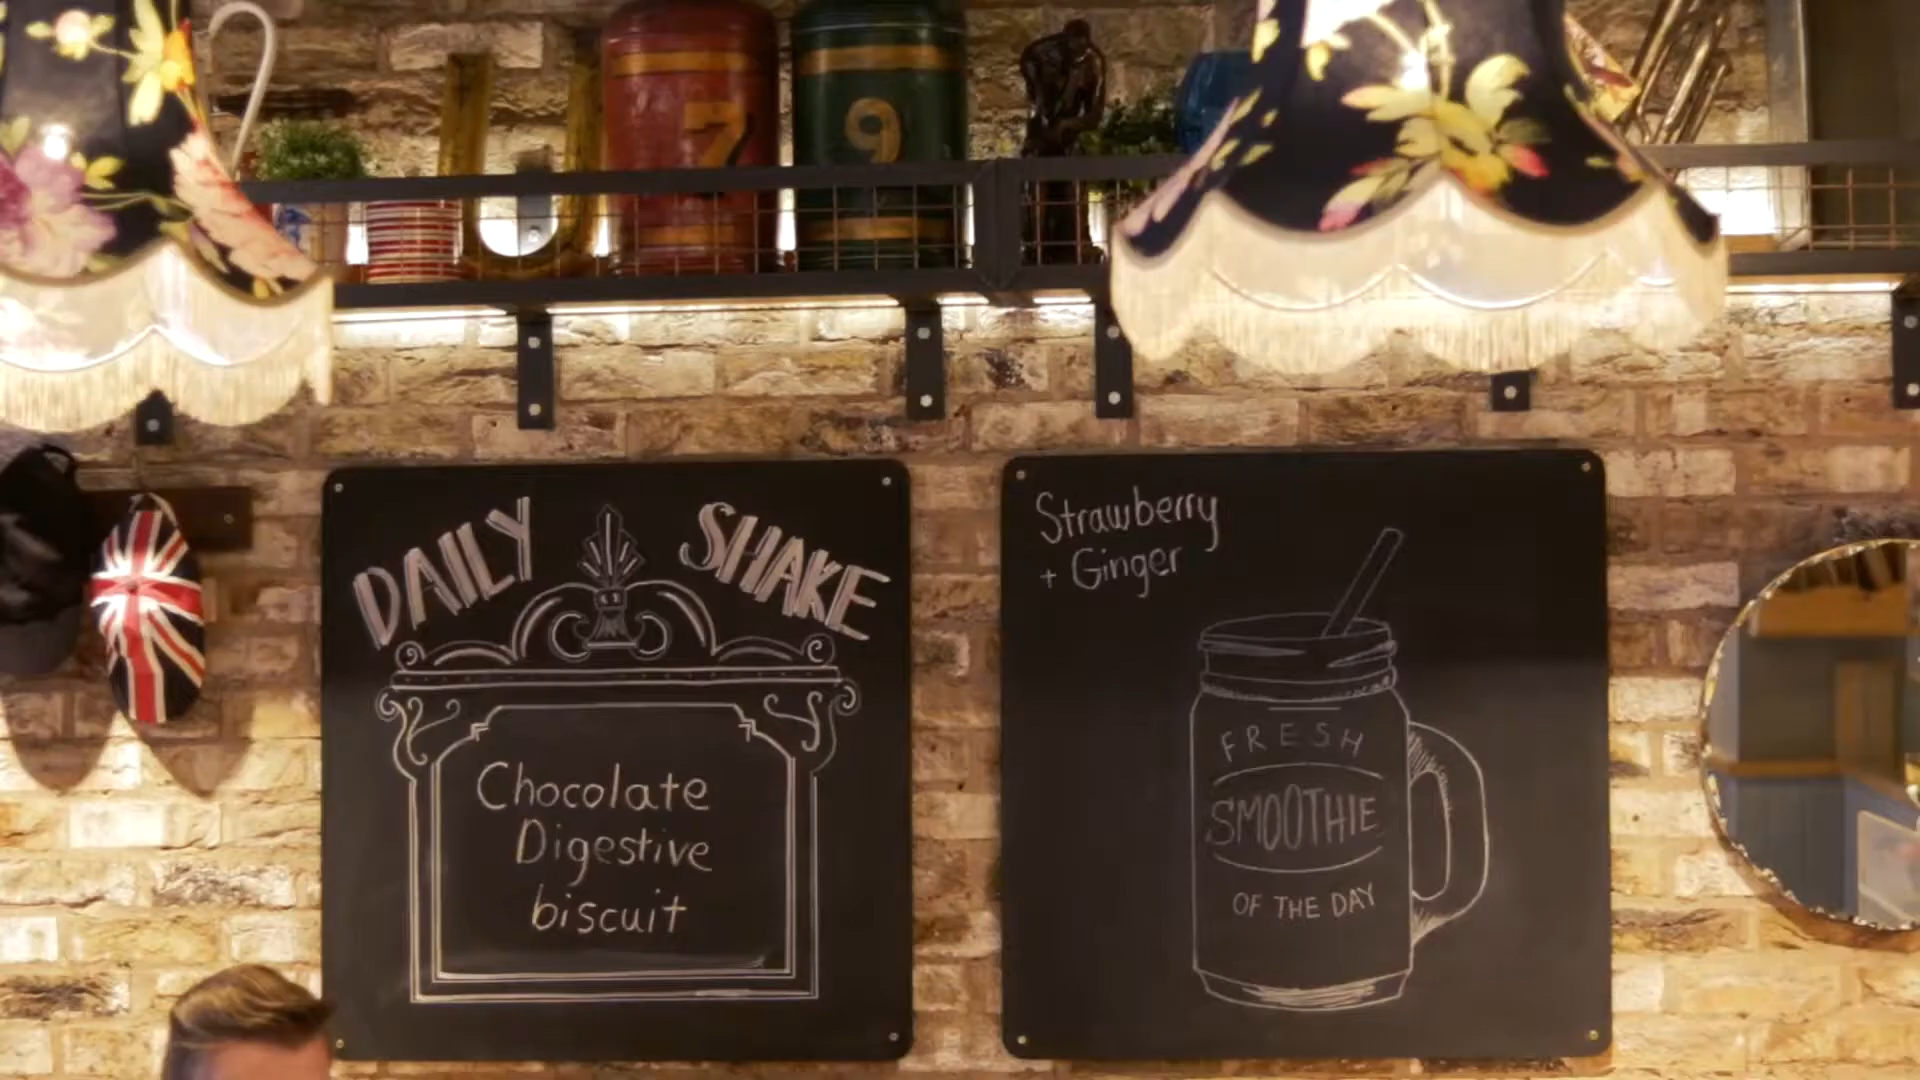 7
9
DAILY SHAKE
Chocolate
Digestive
biscuit
Strawberry
+ Ginger
FRESH
SMOOTHIE
OF THE DAY